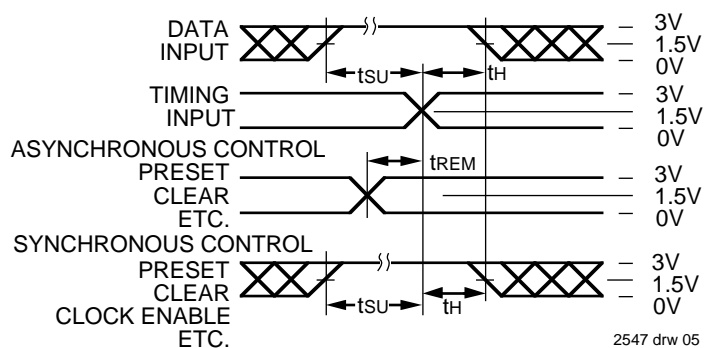 DATA INPUT
3V
1.5V
0V
tSU
tH
TIMING INPUT
3V
1.5V
0V
ASYNCHRONOUS CONTROL
PRESET
CLEAR
ETC.
tREM
3V
1.5V
0V
SYNCHRONOUS CONTROL
PRESET
CLEAR
CLOCK ENABLE
ETC.
tSU
tH
3V
1.5V
0V
2547 drw 05